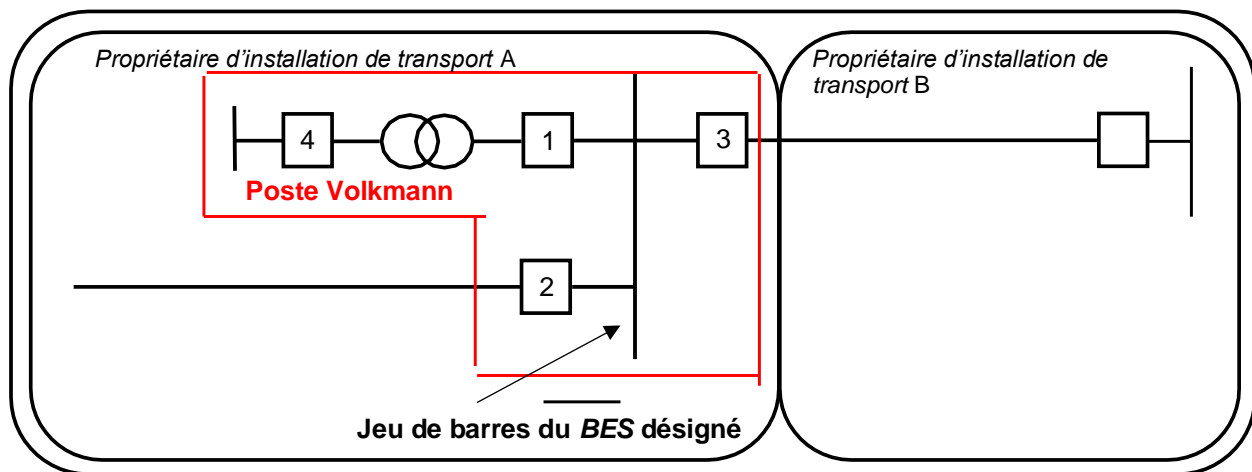 Propriétaire d'installation de transport A
Propriétaire d'installation de
transport B
4
1
3
Poste Volkmann
2
Jeu de barres du BES désigné